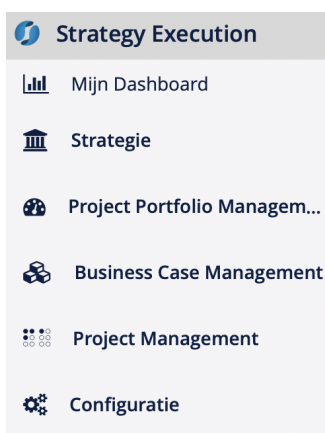 Strategy Execution
Mijn Dashboard
Strategie
Project Portfolio Managem...
Business Case Management
Project Management
Configuratie